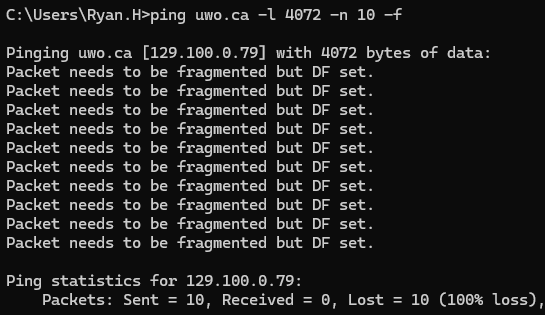 C:\Users\Ryan.H>ping uwo.ca -l 4072 -n 10 -f
Pinging uwo.ca [129.100.0.79] with 4072 bytes of data:
Packet needs to be fragmented but DF set.
Packet needs to be fragmented but DF set.
Packet needs to be fragmented but DF set.
Packet needs to be fragmented but DF set.
Packet needs to be fragmented but DF set.
Packet needs to be fragmented but DF set.
Packet needs to be fragmented but DF set.
Packet needs to be fragmented but DF set.
Packet needs to be fragmented but DF set.
Packet needs to be fragmented but DF set.
Ping statistics for 129.100.0.79:
    Packets: Sent = 10, Received = 0, Lost = 10 (100% loss),